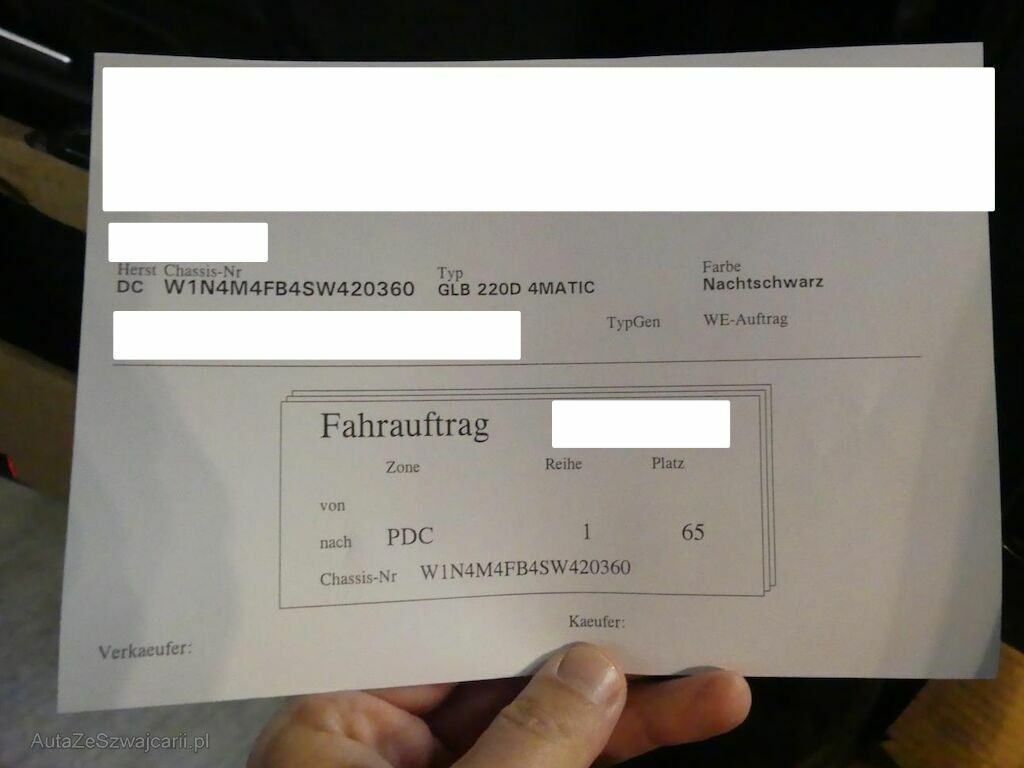 Herst Chassis-Nr Typ Farbe
DC W1N4M4FB4SW420360 GLB 220D 4MATIC Nachtschwarz
TypGen WE-Auftrag
Fahrauftrag
Zone Reihe Platz
von
nach PDC 1 65
Chassis-Nr W1N4M4FB4SW420360
Kaeufer:
Verkaeufer:
AutaZeSzwajcarii.pl